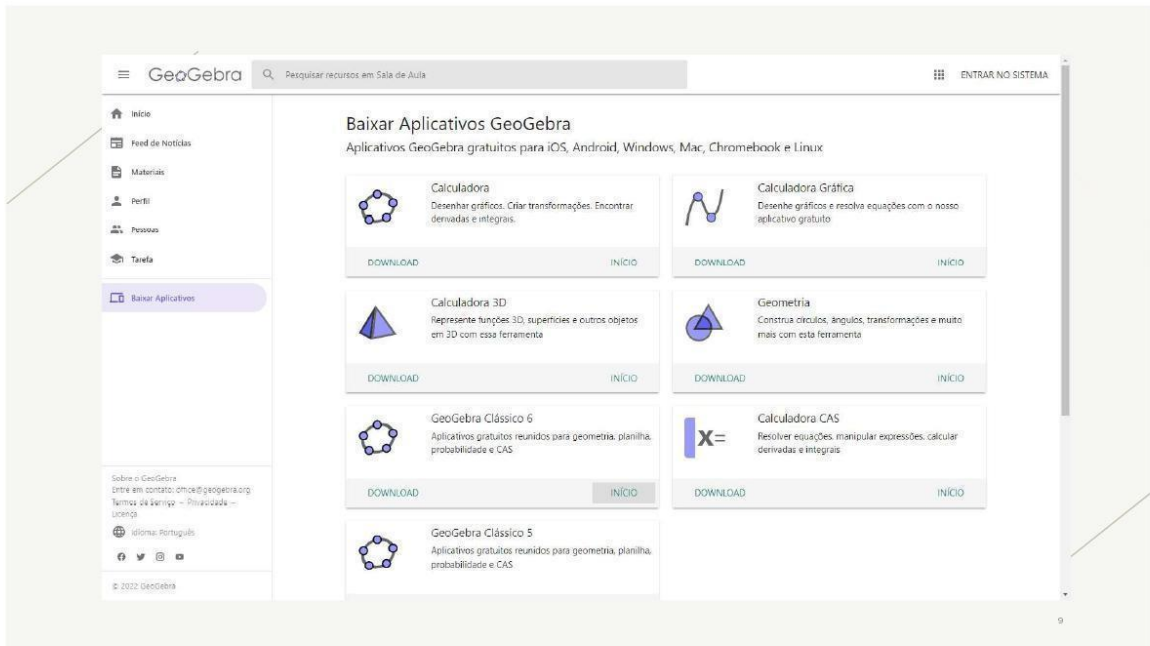 GeoGebra
Pesquisar recursos em Sala de Aula
ENTRAR NO SISTEMA
Início
Feed de Notícias
Materiais
Perfil
Pessoas
Tarefa
Baixar Aplicativos
Sobre o GeoGebra
Entre em contato: office@geogebra.org
Termos de Serviço – Privacidade –
Licença
Idioma: Português
© 2022 GeoGebra
Baixar Aplicativos GeoGebra
Aplicativos GeoGebra gratuitos para iOS, Android, Windows, Mac, Chromebook e Linux
Calculadora
Desenhar gráficos. Criar transformações. Encontrar
derivadas e integrais.
DOWNLOAD
INÍCIO
Calculadora Gráfica
Desenhe gráficos e resolva equações com o nosso
aplicativo gratuito
DOWNLOAD
INÍCIO
Calculadora 3D
Represente funções 3D, superfícies e outros objetos
em 3D com essa ferramenta
DOWNLOAD
INÍCIO
Geometria
Construa círculos, ângulos, transformações e muito
mais com esta ferramenta
DOWNLOAD
INÍCIO
GeoGebra Clássico 6
Aplicativos gratuitos reunidos para geometria, planilha,
probabilidade e CAS
DOWNLOAD
INÍCIO
Calculadora CAS
X=
Resolver equações, manipular expressões, calcular
derivadas e integrais
DOWNLOAD
INÍCIO
GeoGebra Clássico 5
Aplicativos gratuitos reunidos para geometria, planilha,
probabilidade e CAS
9